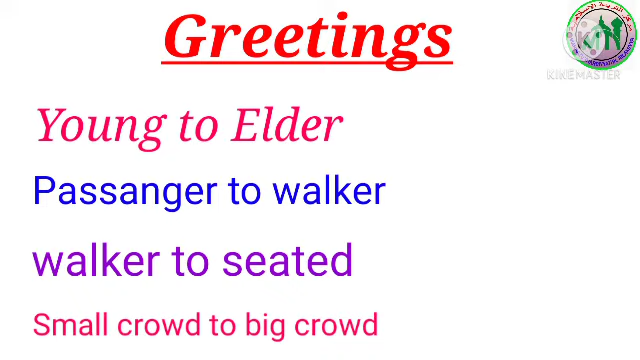 Greetings
KINEMASTER
Young to Elder
Passanger to walker
walker to seated
Small crowd to big crowd